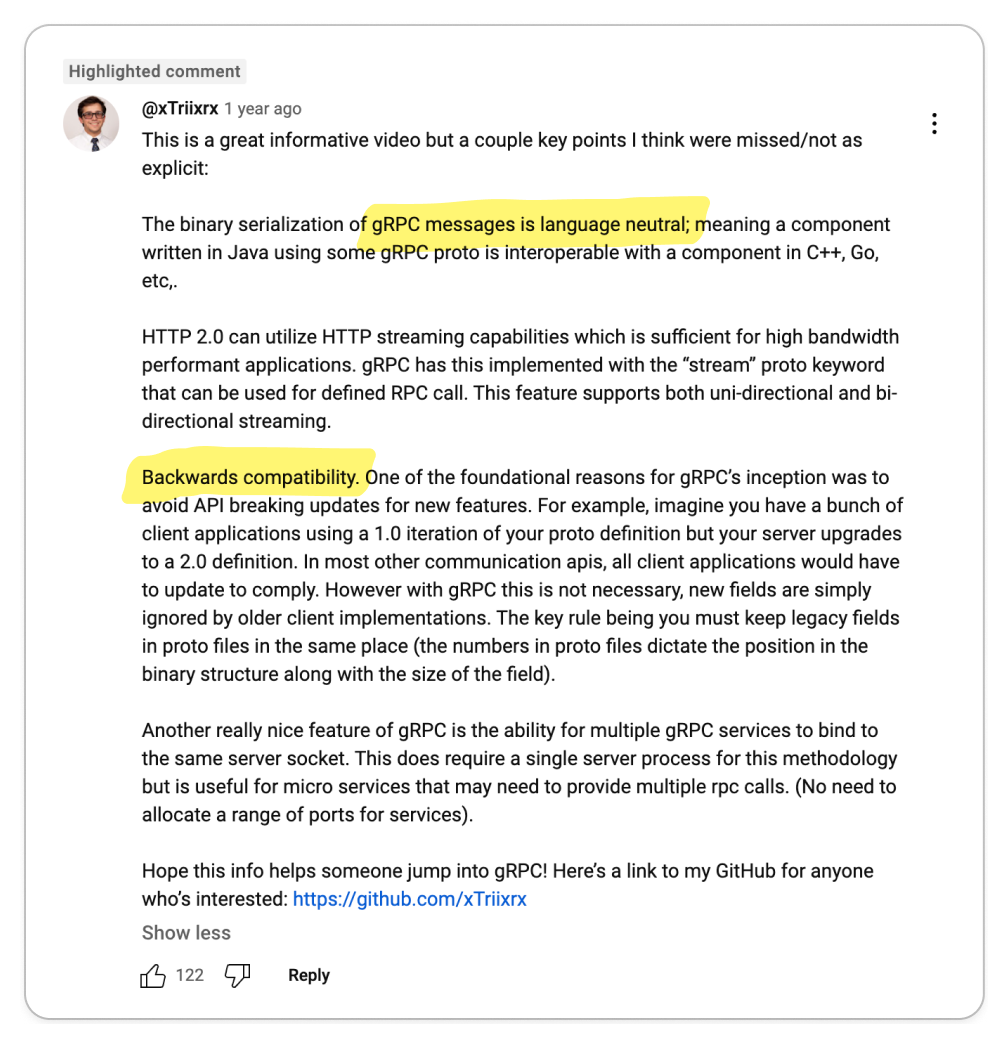 Highlighted comment
@xTriixrx 1 year ago
This is a great informative video but a couple key points I think were missed/not as
explicit:
The binary serialization of gRPC messages is language neutral; meaning a component
written in Java using some gRPC proto is interoperable with a component in C++, Go,
etc,.
HTTP 2.0 can utilize HTTP streaming capabilities which is sufficient for high bandwidth
performant applications. gRPC has this implemented with the “stream” proto keyword
that can be used for defined RPC call. This feature supports both uni-directional and bi-
directional streaming.
Backwards compatibility. One of the foundational reasons for gRPC’s inception was to
avoid API breaking updates for new features. For example, imagine you have a bunch of
client applications using a 1.0 iteration of your proto definition but your server upgrades
to a 2.0 definition. In most other communication apis, all client applications would have
to update to comply. However with gRPC this is not necessary, new fields are simply
ignored by older client implementations. The key rule being you must keep legacy fields
in proto files in the same place (the numbers in proto files dictate the position in the
binary structure along with the size of the field).
Another really nice feature of gRPC is the ability for multiple gRPC services to bind to
the same server socket. This does require a single server process for this methodology
but is useful for micro services that may need to provide multiple rpc calls. (No need to
allocate a range of ports for services).
Hope this info helps someone jump into gRPC! Here’s a link to my GitHub for anyone
who’s interested: https://github.com/xTriixrx
Show less
122 Reply